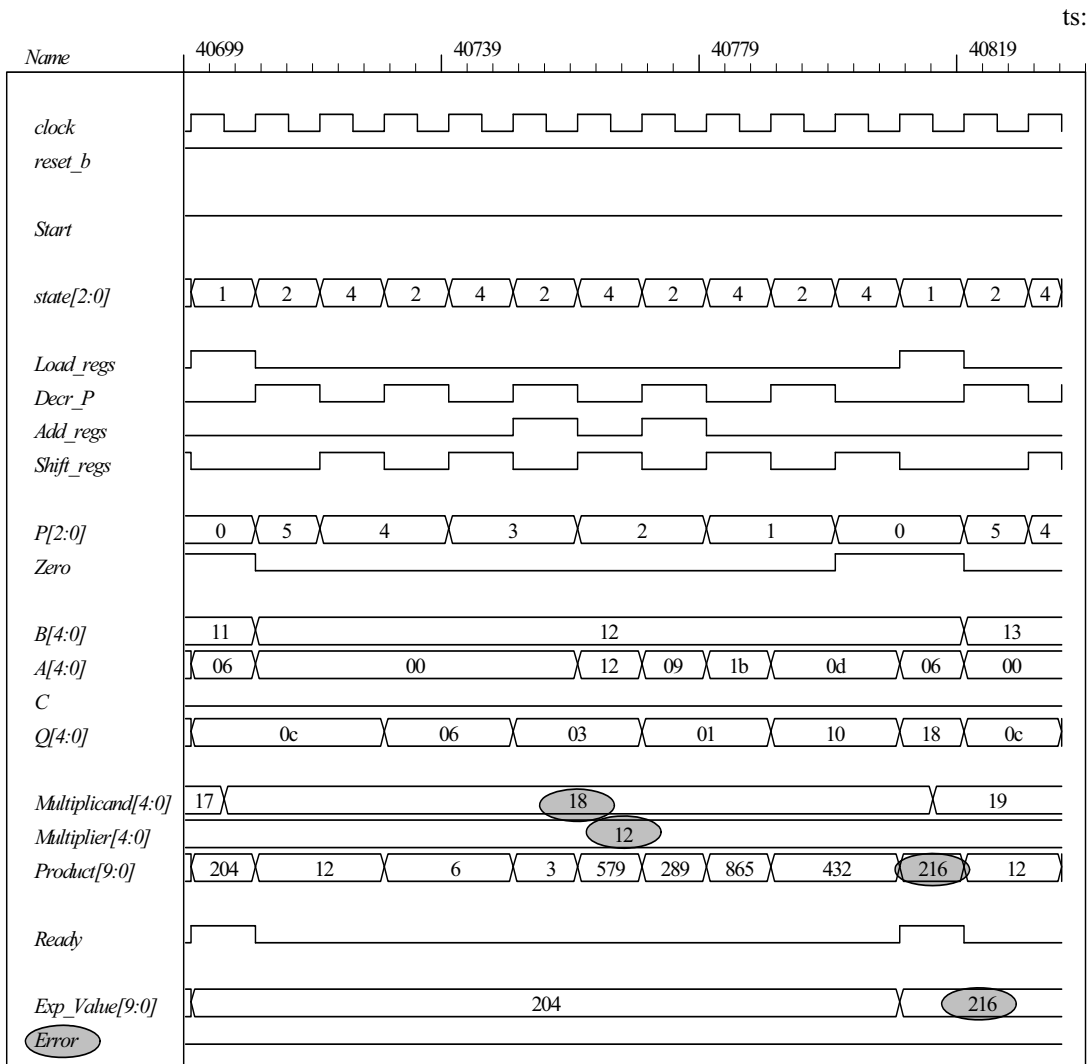 ts:
Name 40699 40739 40779 40819
clock
reset_b
Start
state[2:0] 1 2 4 2 4 2 4 2 4 2 4 1 2 4
Load_regs
Decr_P
Add_regs
Shift_regs
P[2:0] 0 5 4 3 2 1 0 5 4
Zero
B[4:0] 11 12 13
A[4:0] 06 00 12 09 1b 0d 06 00
C
Q[4:0] 0c 06 03 01 10 18 0c
Multiplicand[4:0] 17 18 19
Multiplier[4:0] 12
Product[9:0] 204 12 6 3 579 289 865 432 216 12
Ready
Exp_Value[9:0] 204 216
Error